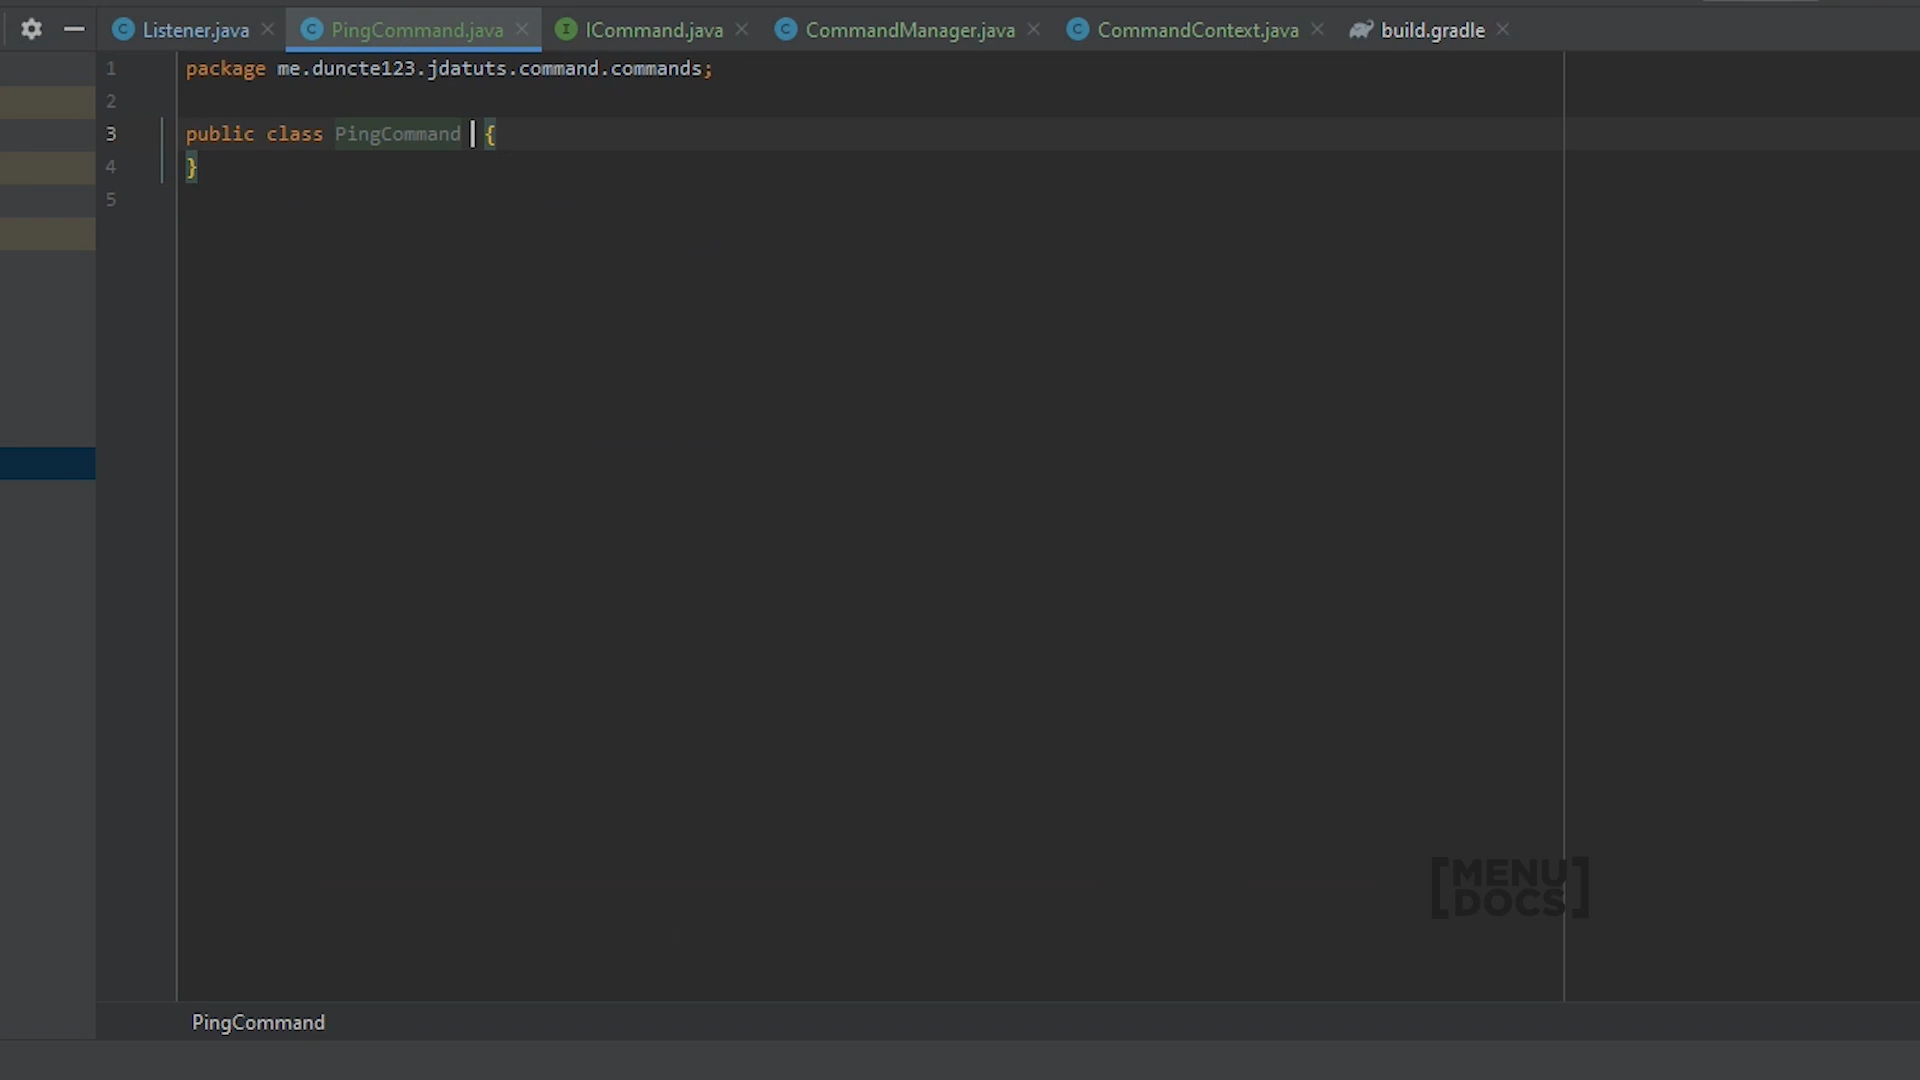 Listener.java PingCommand.java ICommand.java CommandManager.java CommandContext.java build.gradle
1 package me.duncte123.jdatuts.command.commands;
2
3 public class PingCommand {
4 }
5
[MENU
DOCS]
PingCommand